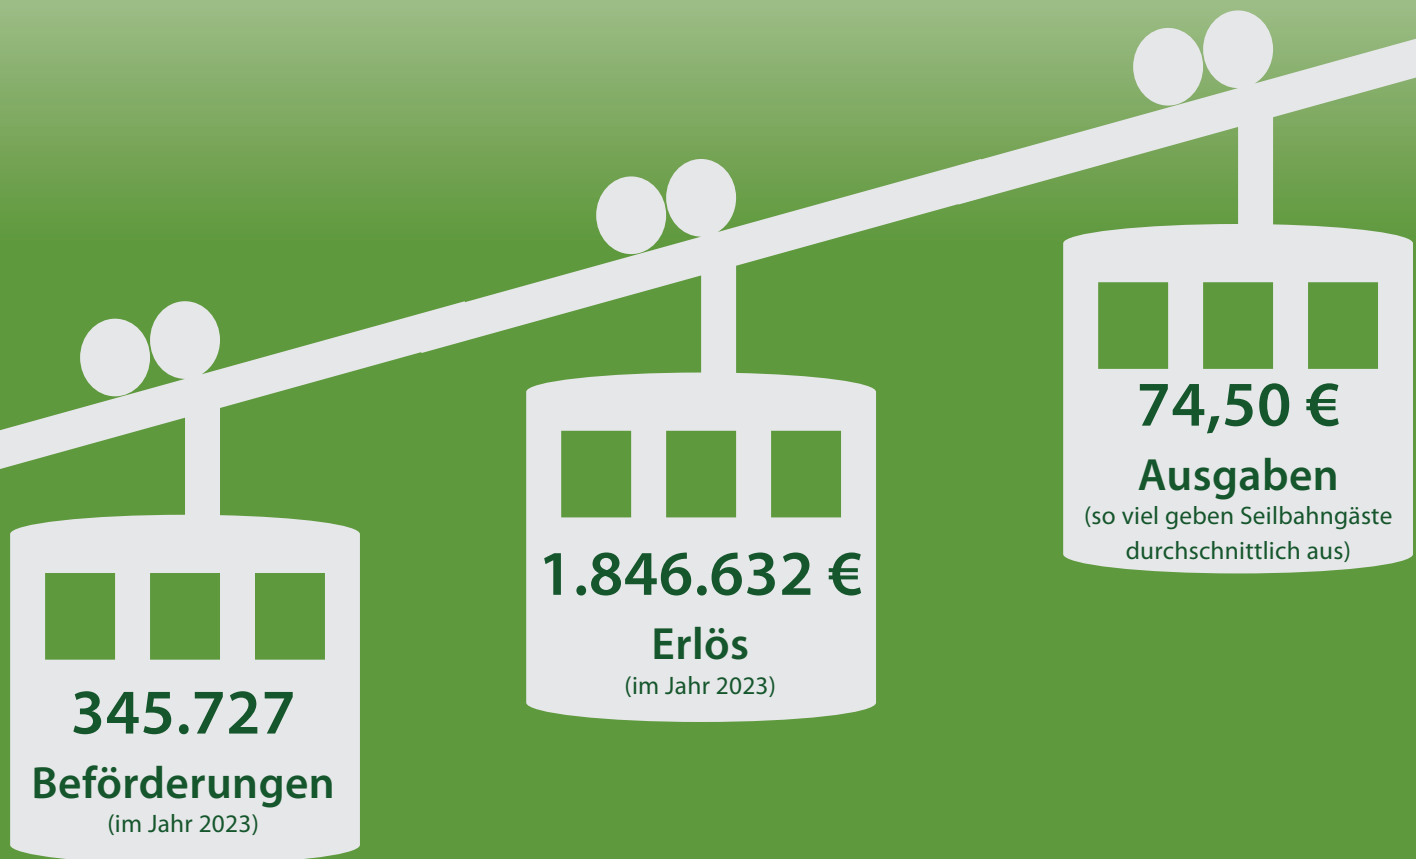 345.727
Beförderungen
(im Jahr 2023)
1.846.632 €
Erlös
(im Jahr 2023)
74,50 €
Ausgaben
(so viel geben Seilbahngäste
durchschnittlich aus)